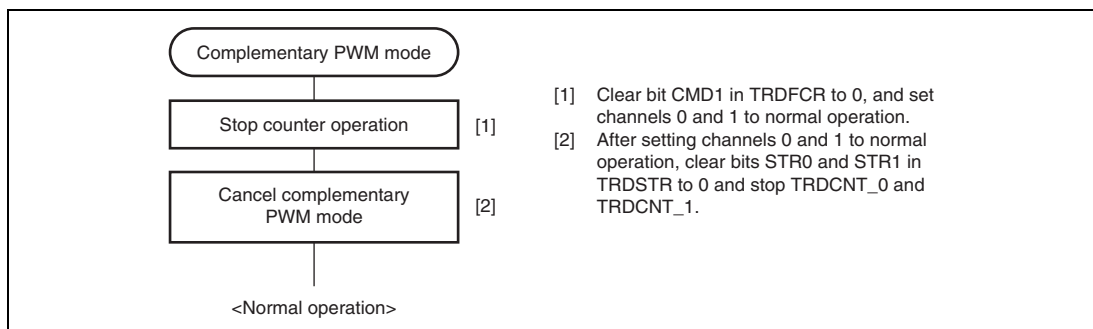 Complementary PWM mode
Stop counter operation
[1]
Cancel complementary
PWM mode
[2]
<Normal operation>
[1] Clear bit CMD1 in TRDFCR to 0, and set
channels 0 and 1 to normal operation.
[2] After setting channels 0 and 1 to normal
operation, clear bits STR0 and STR1 in
TRDSTR to 0 and stop TRDCNT_0 and
TRDCNT_1.